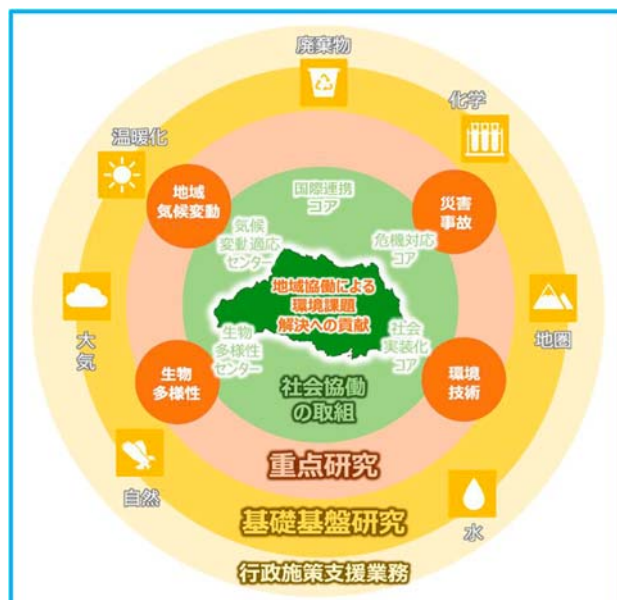 廃棄物
化学
温暖化
地域
気候変動
国際連携
コア
災害
事故
気候
変動適応
センター
危機対応
コア
地域協働による
環境課題
解決への貢献
大
気
地圏
生物
多様性
生物
多様性
センター
社会
実装化
コア
環境
技術
社会協働
の取組
重点研究
自然
水
基礎基盤研究
行政施策支援業務